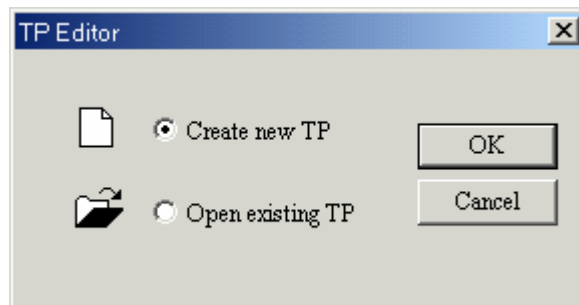 TP Editor
Create new TP
OK
Open existing TP
Cancel